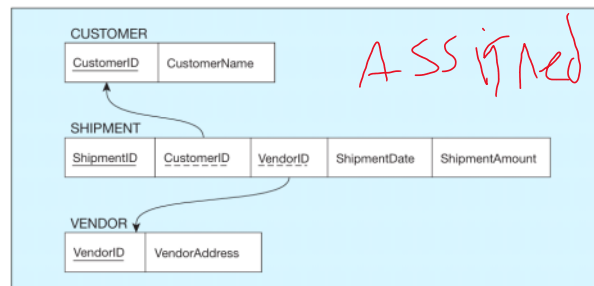 CUSTOMER
CustomerID CustomerName
Assigned
SHIPMENT
ShipmentID CustomerID VendorID ShipmentDate ShipmentAmount
VENDOR
VendorID VendorAddress